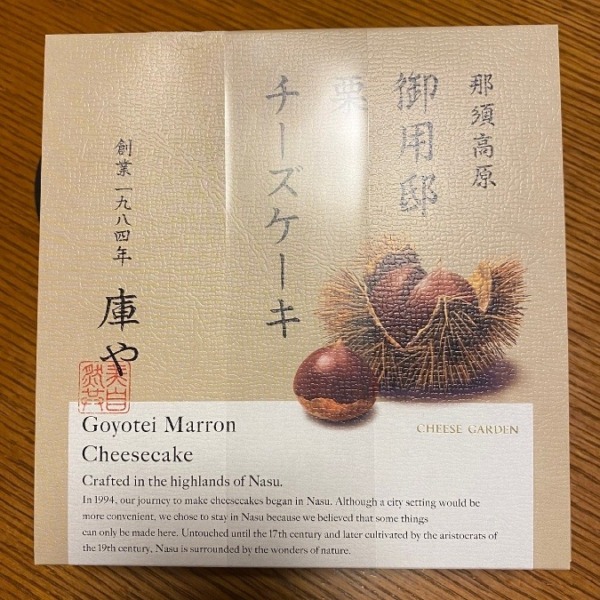 那須高原
御用邸
栗
チーズケーキ
創業一九八四年
庫や
CHEESE GARDEN
Goyotei Marron
Cheesecake
Crafted in the highlands of Nasu.
In 1994, our journey to make cheesecakes began in Nasu. Although a city setting would be
more convenient, we chose to stay in Nasu because we believed that some things
can only be made here. Untouched until the 17th century and later cultivated by the aristocrats of
the 19th century, Nasu is surrounded by the wonders of nature.